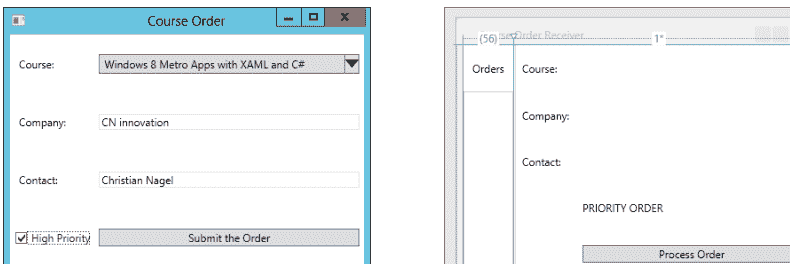 Course Order
Course:
Windows 8 Metro Apps with XAML and C#
Company:
CN innovation
Contact:
Christian Nagel
High Priority
Submit the Order
Order Receiver
(56)
1*
Orders
Course:
Company:
Contact:
PRIORITY ORDER
Process Order